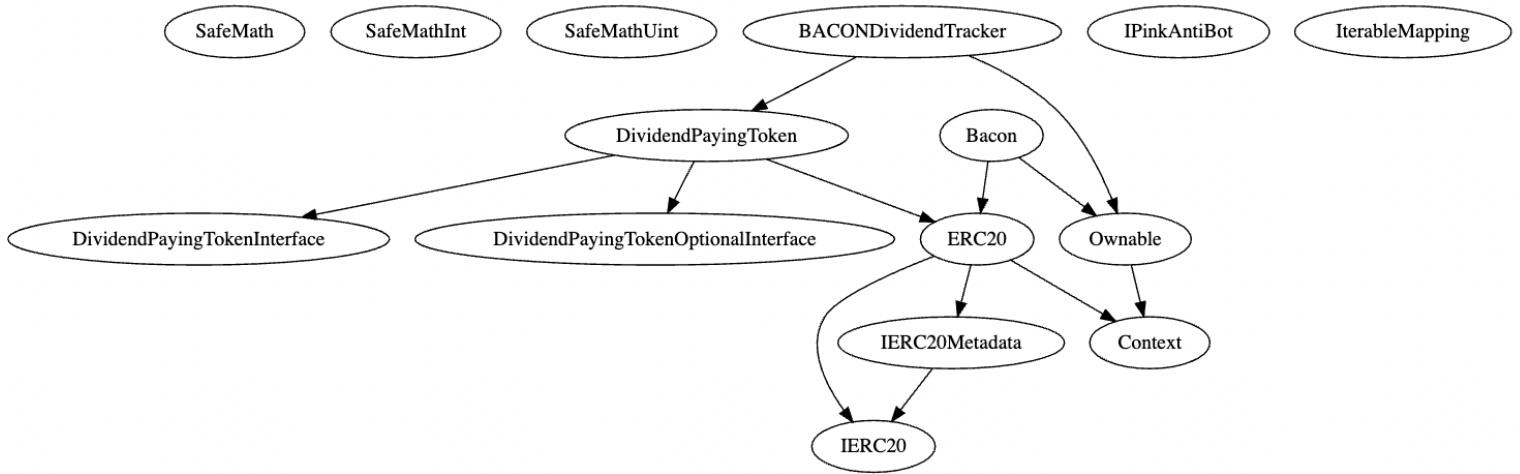 SafeMath
SafeMathInt
SafeMathUint
BACONDividendTracker
IPinkAntiBot
IterableMapping
DividendPayingToken
Bacon
DividendPayingTokenInterface
DividendPayingTokenOptionalInterface
ERC20
Ownable
IERC20Metadata
Context
IERC20